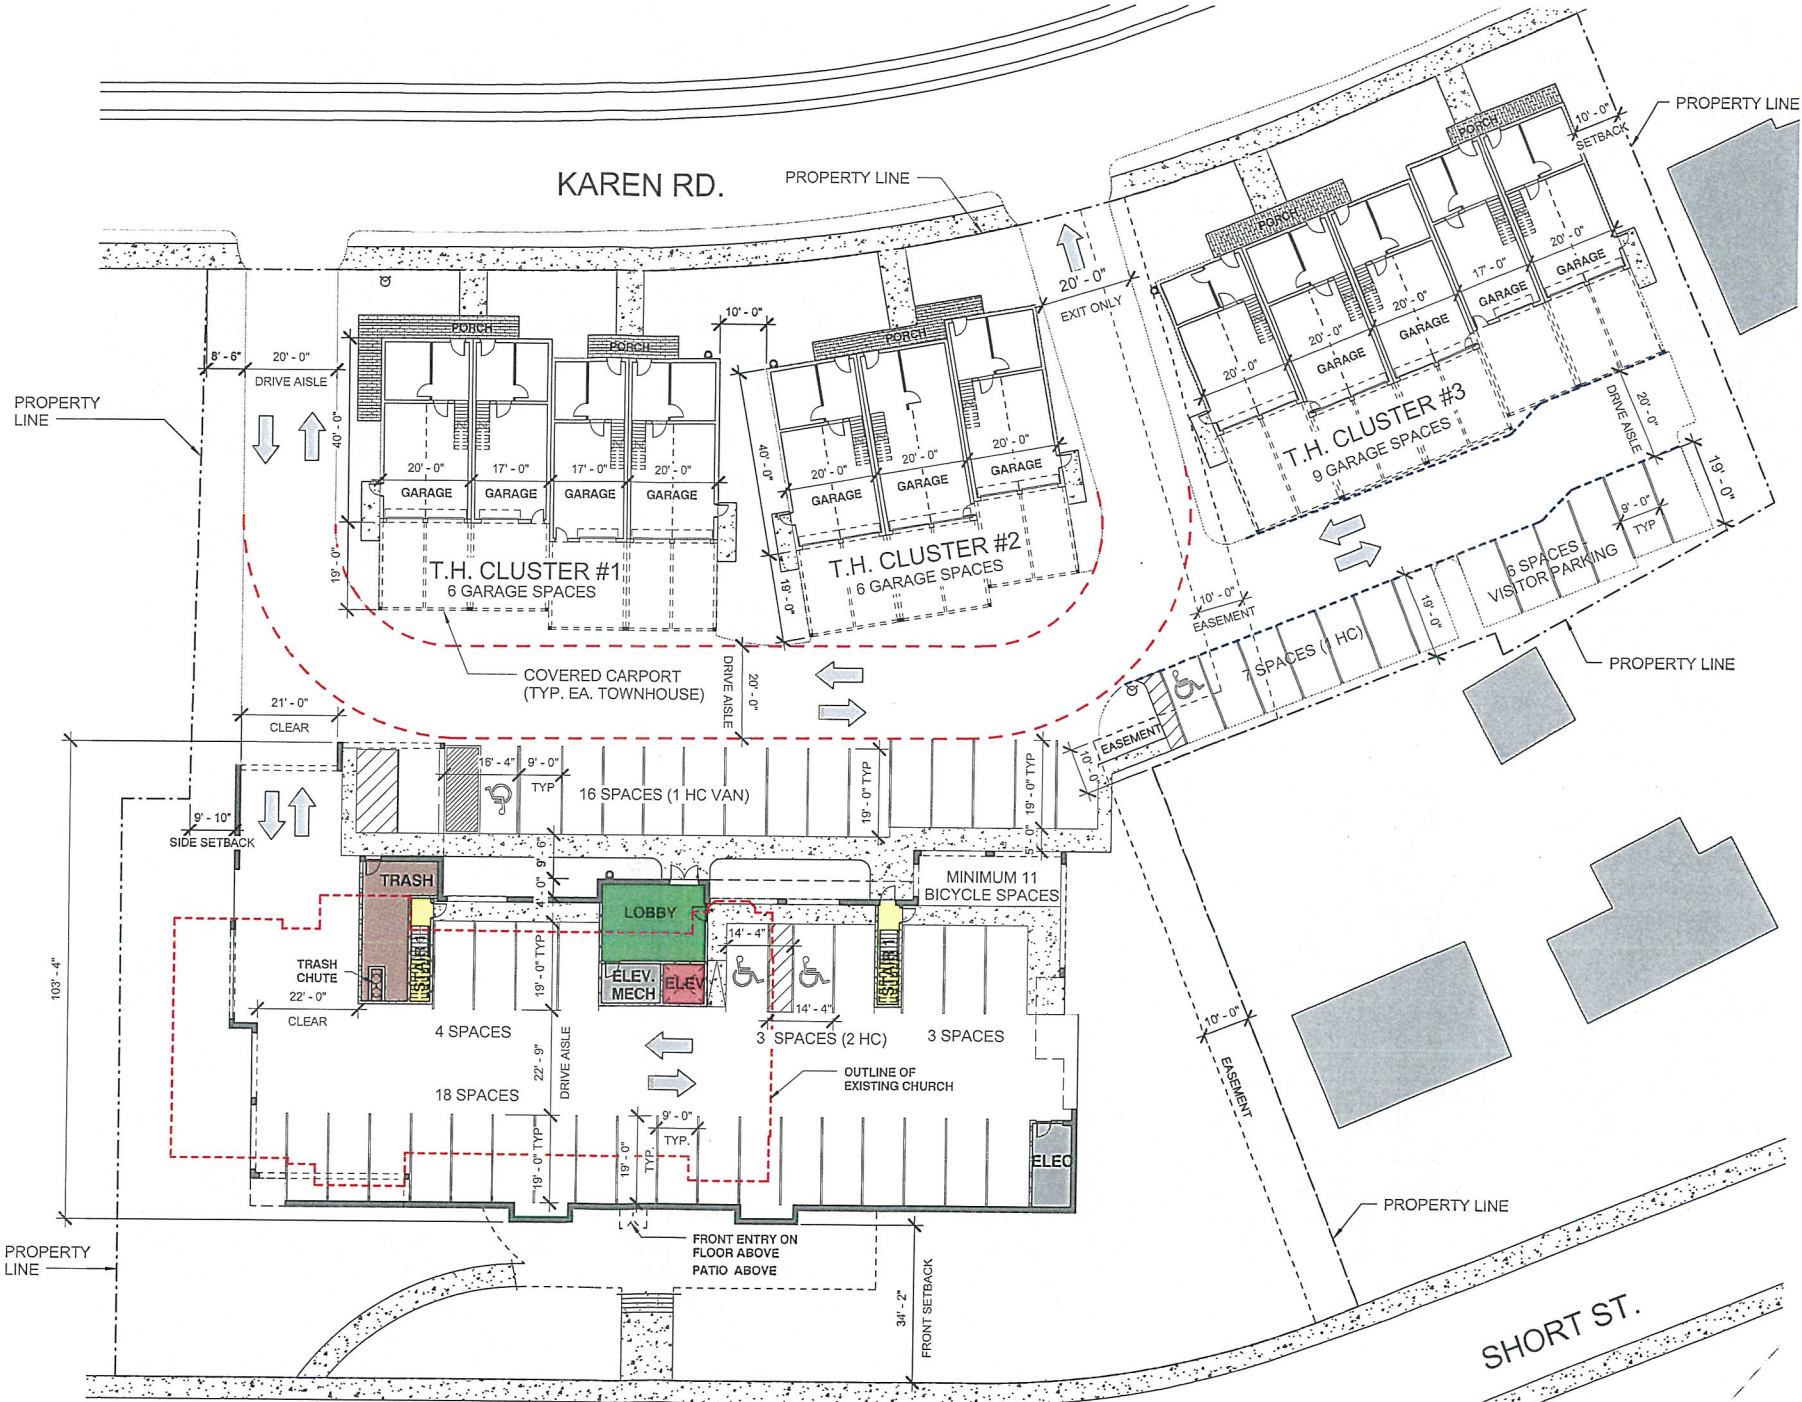 KAREN RD.
PROPERTY LINE
PROPERTY LINE
10' - 0"
SETBACK
PORCH
PORCH
20' - 0"
EXIT ONLY
20' - 0"
GARAGE
17' - 0"
GARAGE
20' - 0"
GARAGE
20' - 0"
GARAGE
20' - 0"
T.H. CLUSTER #3
9 GARAGE SPACES
DRIVE AISLE
20' - 0"
19' - 0"
9' - 0"
TYP
6 SPACES -
VISITOR PARKING
19' - 0"
7 SPACES (1 HC)
10' - 0"
EASEMENT
PROPERTY LINE
EASEMENT
10' - 0"
8' - 6"
20' - 0"
DRIVE AISLE
PROPERTY
LINE
PORCH
PORCH
10' - 0"
PORCH
40' - 0"
20' - 0"
17' - 0"
17' - 0"
20' - 0"
GARAGE
GARAGE
GARAGE
GARAGE
19' - 0"
T.H. CLUSTER #1
6 GARAGE SPACES
40' - 0"
20' - 0"
20' - 0"
20' - 0"
GARAGE
GARAGE
GARAGE
19' - 0"
T.H. CLUSTER #2
6 GARAGE SPACES
COVERED CARPORT
(TYP. EA. TOWNHOUSE)
DRIVE AISLE
20' - 0"
21' - 0"
CLEAR
16' - 4"
9' - 0"
TYP
16 SPACES (1 HC VAN)
19' - 0" TYP
19' - 0" TYP
5' 0"
9' - 10"
SIDE SETBACK
9' - 6"
4' - 0"
TRASH
LOBBY
MINIMUM 11
BICYCLE SPACES
TRASH
CHUTE
STAIR 1
ELEV.
MECH
ELEV
14' - 4"
14' - 4"
STAIR 1
22' - 0"
CLEAR
19' - 0" TYP
4 SPACES
3 SPACES (2 HC)
3 SPACES
103' - 4"
22' - 9"
DRIVE AISLE
OUTLINE OF
EXISTING CHURCH
18 SPACES
9' - 0"
TYP.
19' - 0" TYP
19' - 0"
TYP.
ELEC
10' - 0"
EASEMENT
PROPERTY LINE
PROPERTY
LINE
FRONT ENTRY ON
FLOOR ABOVE
PATIO ABOVE
34' - 2"
FRONT SETBACK
SHORT ST.